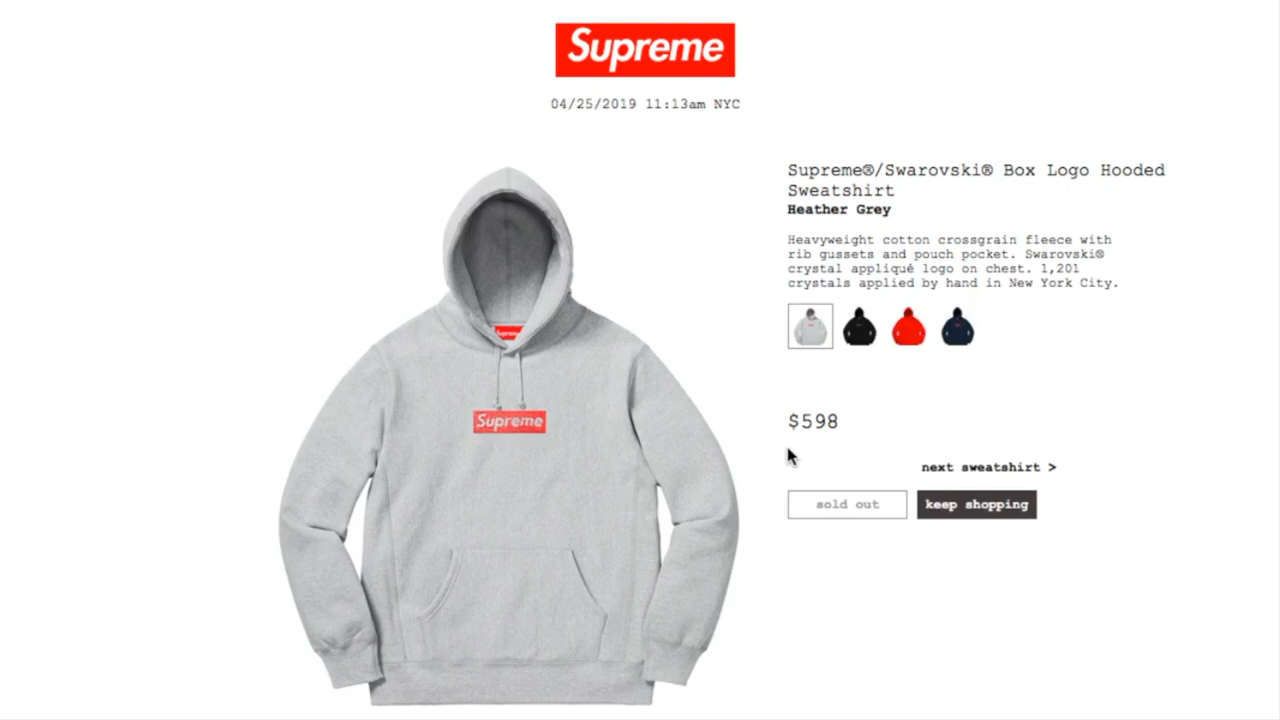 Supreme
04/25/2019 11:13am NYC
Supreme®/Swarovski® Box Logo Hooded
Sweatshirt
Heather Grey
Heavyweight cotton crossgrain fleece with
rib gussets and pouch pocket. Swarovski®
crystal appliqué logo on chest. 1,201
crystals applied by hand in New York City.
$598
next sweatshirt >
sold out
keep shopping
Supreme
Supreme